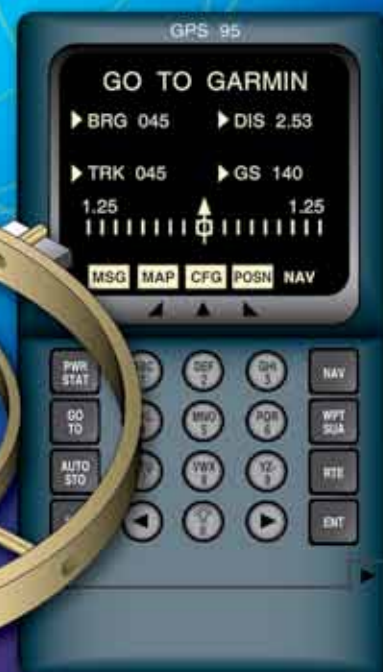 GPS 95
GO TO GARMIN
BRG 045 DIS 2.53
TRK 045 GS 140
1.25 1.25
MSG MAP CFG POSN NAV
PWR STAT
DEF 2
GHI 3
NAV
GO TO
MNO 5
PQR 6
WPT SUA
AUTO STO
VWX 8
YZ- 9
RTE
0
ENT